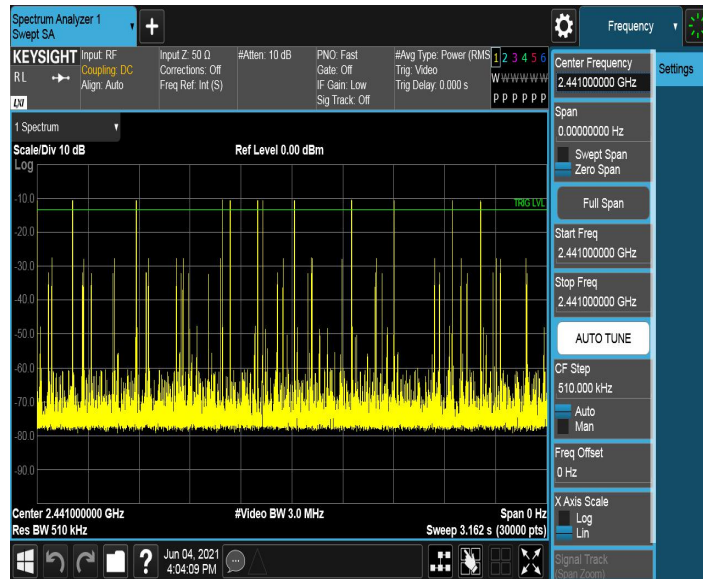 Spectrum Analyzer 1
Swept SA
Frequency
KEYSIGHT
RL
LXI
Input: RF
Coupling: DC
Align: Auto
Input Z: 50 Ω
Corrections: Off
Freq Ref: Int (S)
#Atten: 10 dB
PNO: Fast
Gate: Off
IF Gain: Low
Sig Track: Off
#Avg Type: Power (RMS
Trig: Video
Trig Delay: 0.000 s
1 2 3 4 5 6
W W W W W W
P P P P P P
1 Spectrum
Scale/Div 10 dB
Ref Level 0.00 dBm
Log
TRIG LVL
-10.0
-20.0
-30.0
-40.0
-50.0
-60.0
-70.0
-80.0
-90.0
Center 2.441000000 GHz
#Video BW 3.0 MHz
Span 0 Hz
Res BW 510 kHz
Sweep 3.162 s (30000 pts)
?
Jun 04, 2021
4:04:09 PM
Center Frequency
2.441000000 GHz
Settings
Span
0.00000000 Hz
Swept Span
Zero Span
Full Span
Start Freq
2.441000000 GHz
Stop Freq
2.441000000 GHz
AUTO TUNE
CF Step
510.000 kHz
Auto
Man
Freq Offset
0 Hz
X Axis Scale
Log
Lin
Signal Track
(Span Zoom)